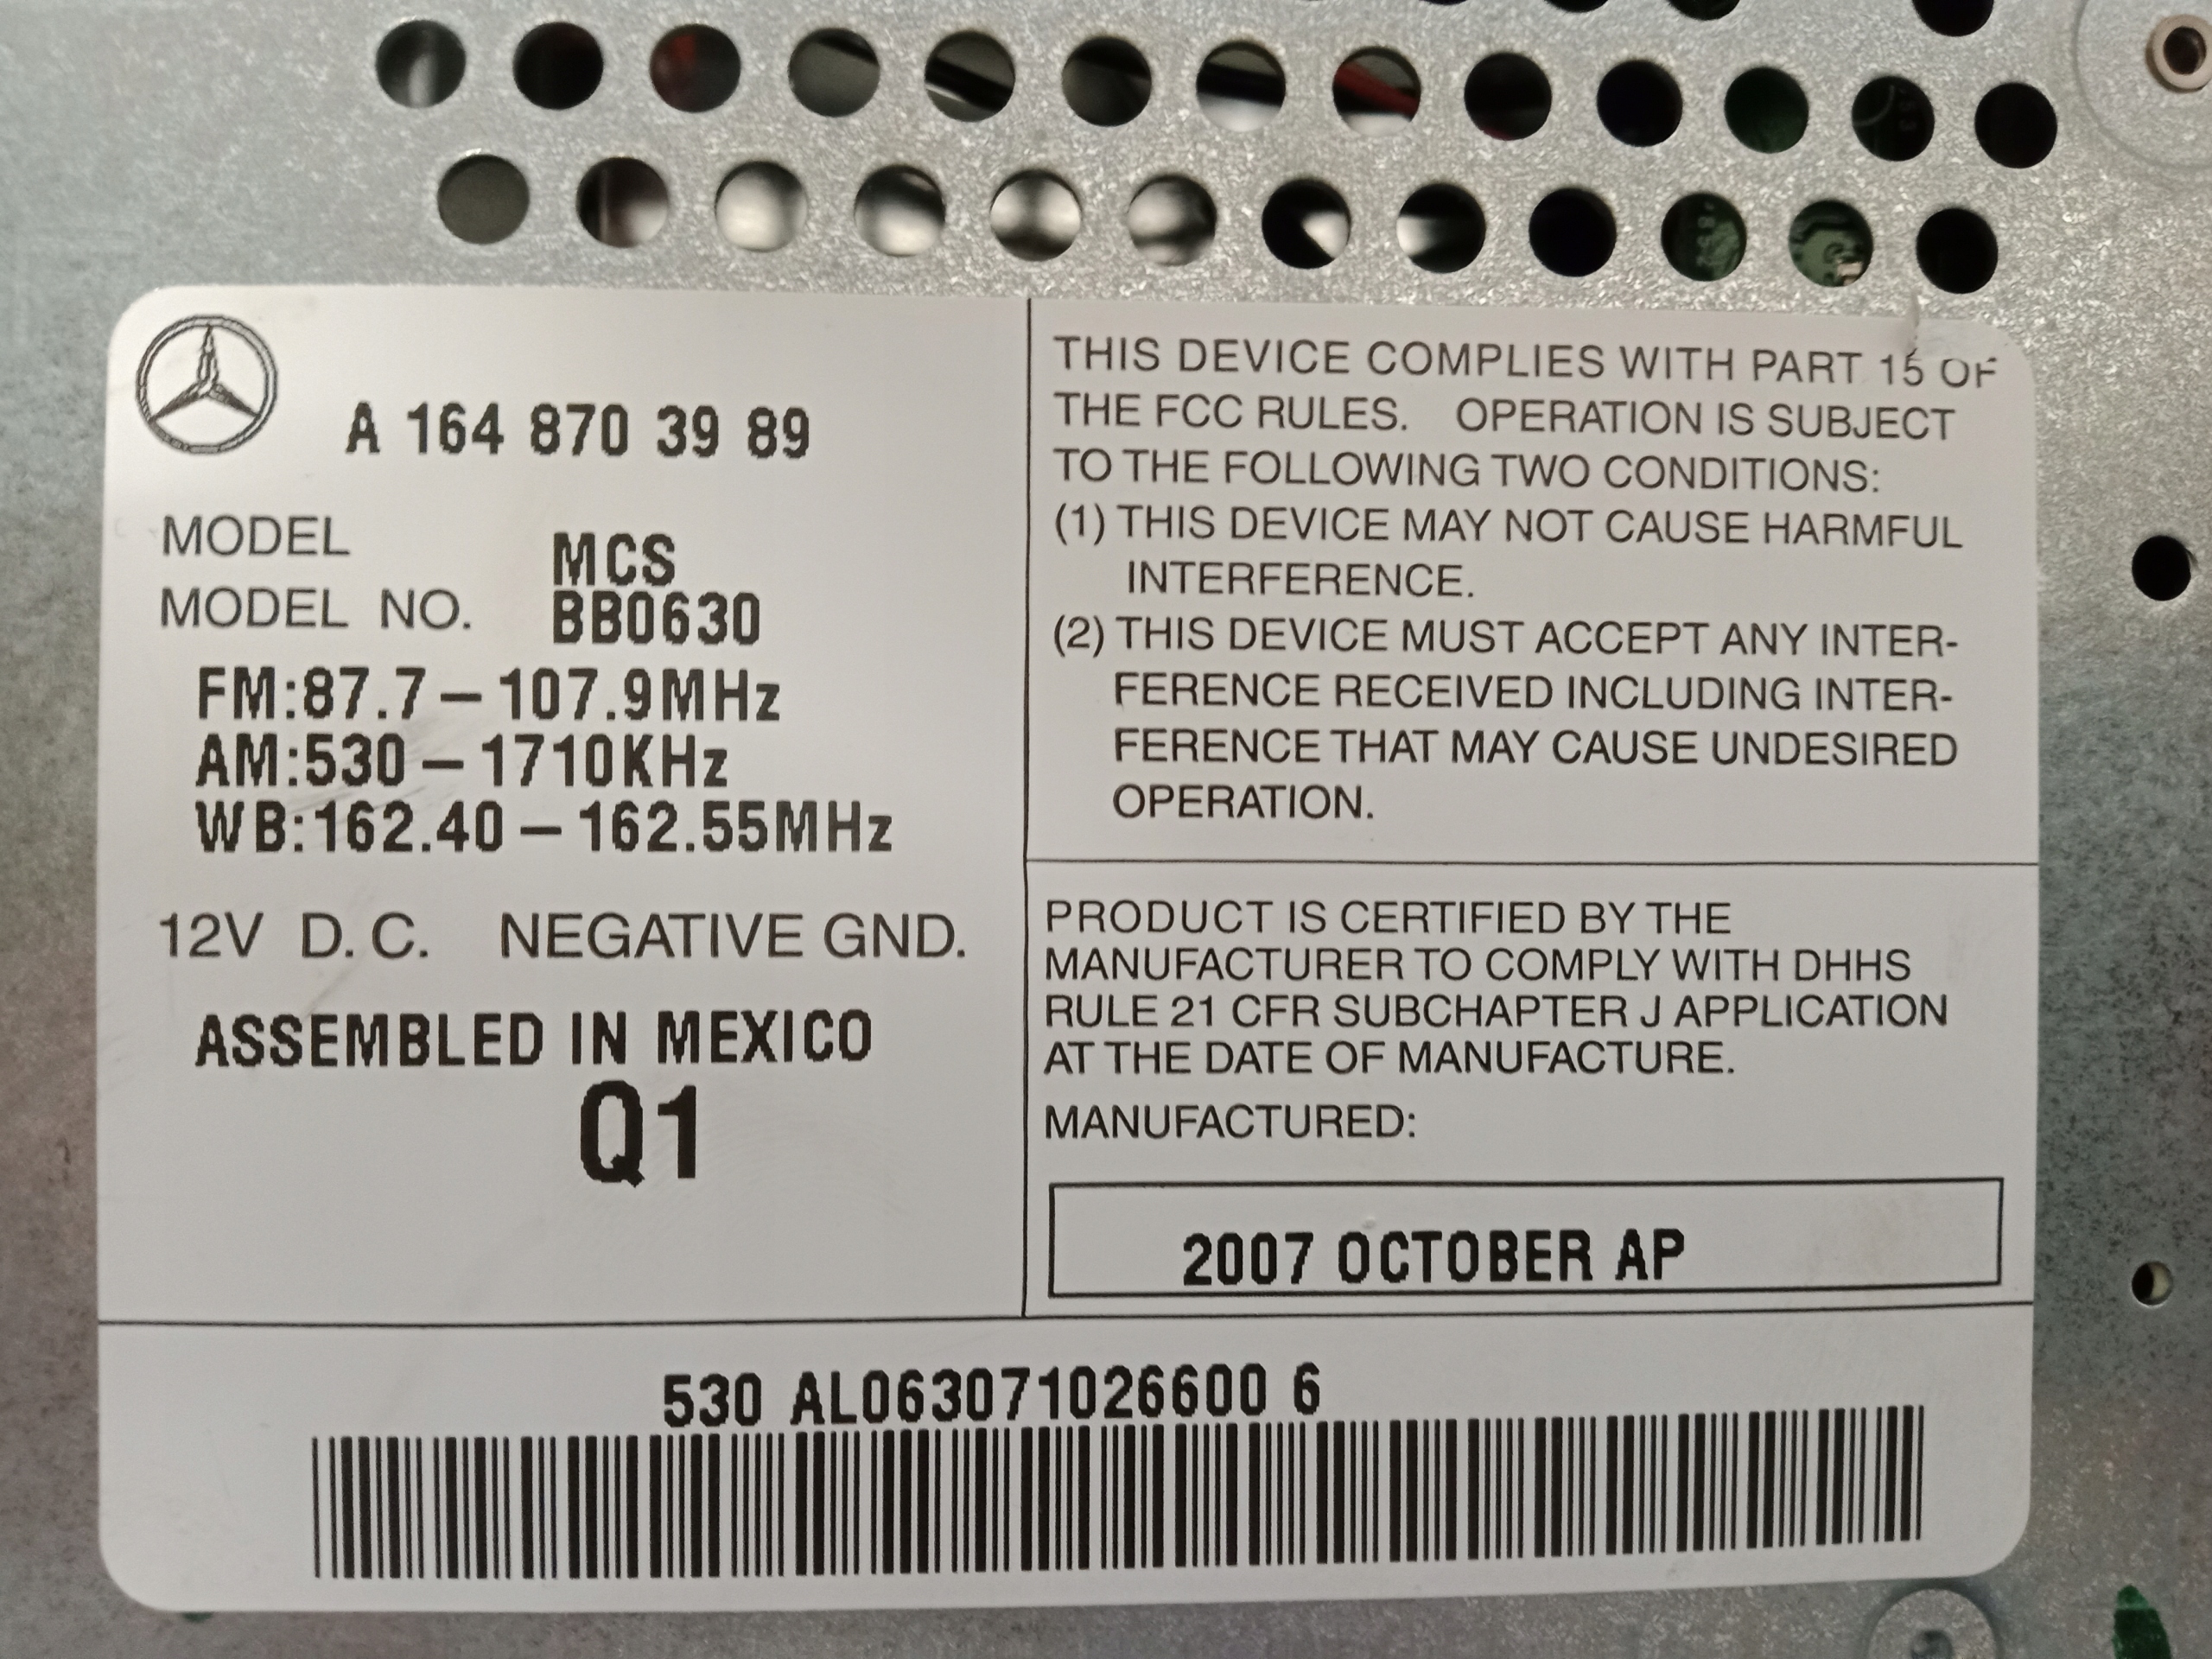 A 164 870 39 89
MODEL MCS
MODEL NO. BB0630
FM:87.7 – 107.9MHz
AM:530 – 1710KHz
WB:162.40 – 162.55MHz
12V D.C. NEGATIVE GND.
ASSEMBLED IN MEXICO
Q1
THIS DEVICE COMPLIES WITH PART 15 OF
THE FCC RULES. OPERATION IS SUBJECT
TO THE FOLLOWING TWO CONDITIONS:
(1) THIS DEVICE MAY NOT CAUSE HARMFUL
INTERFERENCE.
(2) THIS DEVICE MUST ACCEPT ANY INTER-
FERENCE RECEIVED INCLUDING INTER-
FERENCE THAT MAY CAUSE UNDESIRED
OPERATION.
PRODUCT IS CERTIFIED BY THE
MANUFACTURER TO COMPLY WITH DHHS
RULE 21 CFR SUBCHAPTER J APPLICATION
AT THE DATE OF MANUFACTURE.
MANUFACTURED:
2007 OCTOBER AP
530 AL063071026600 6